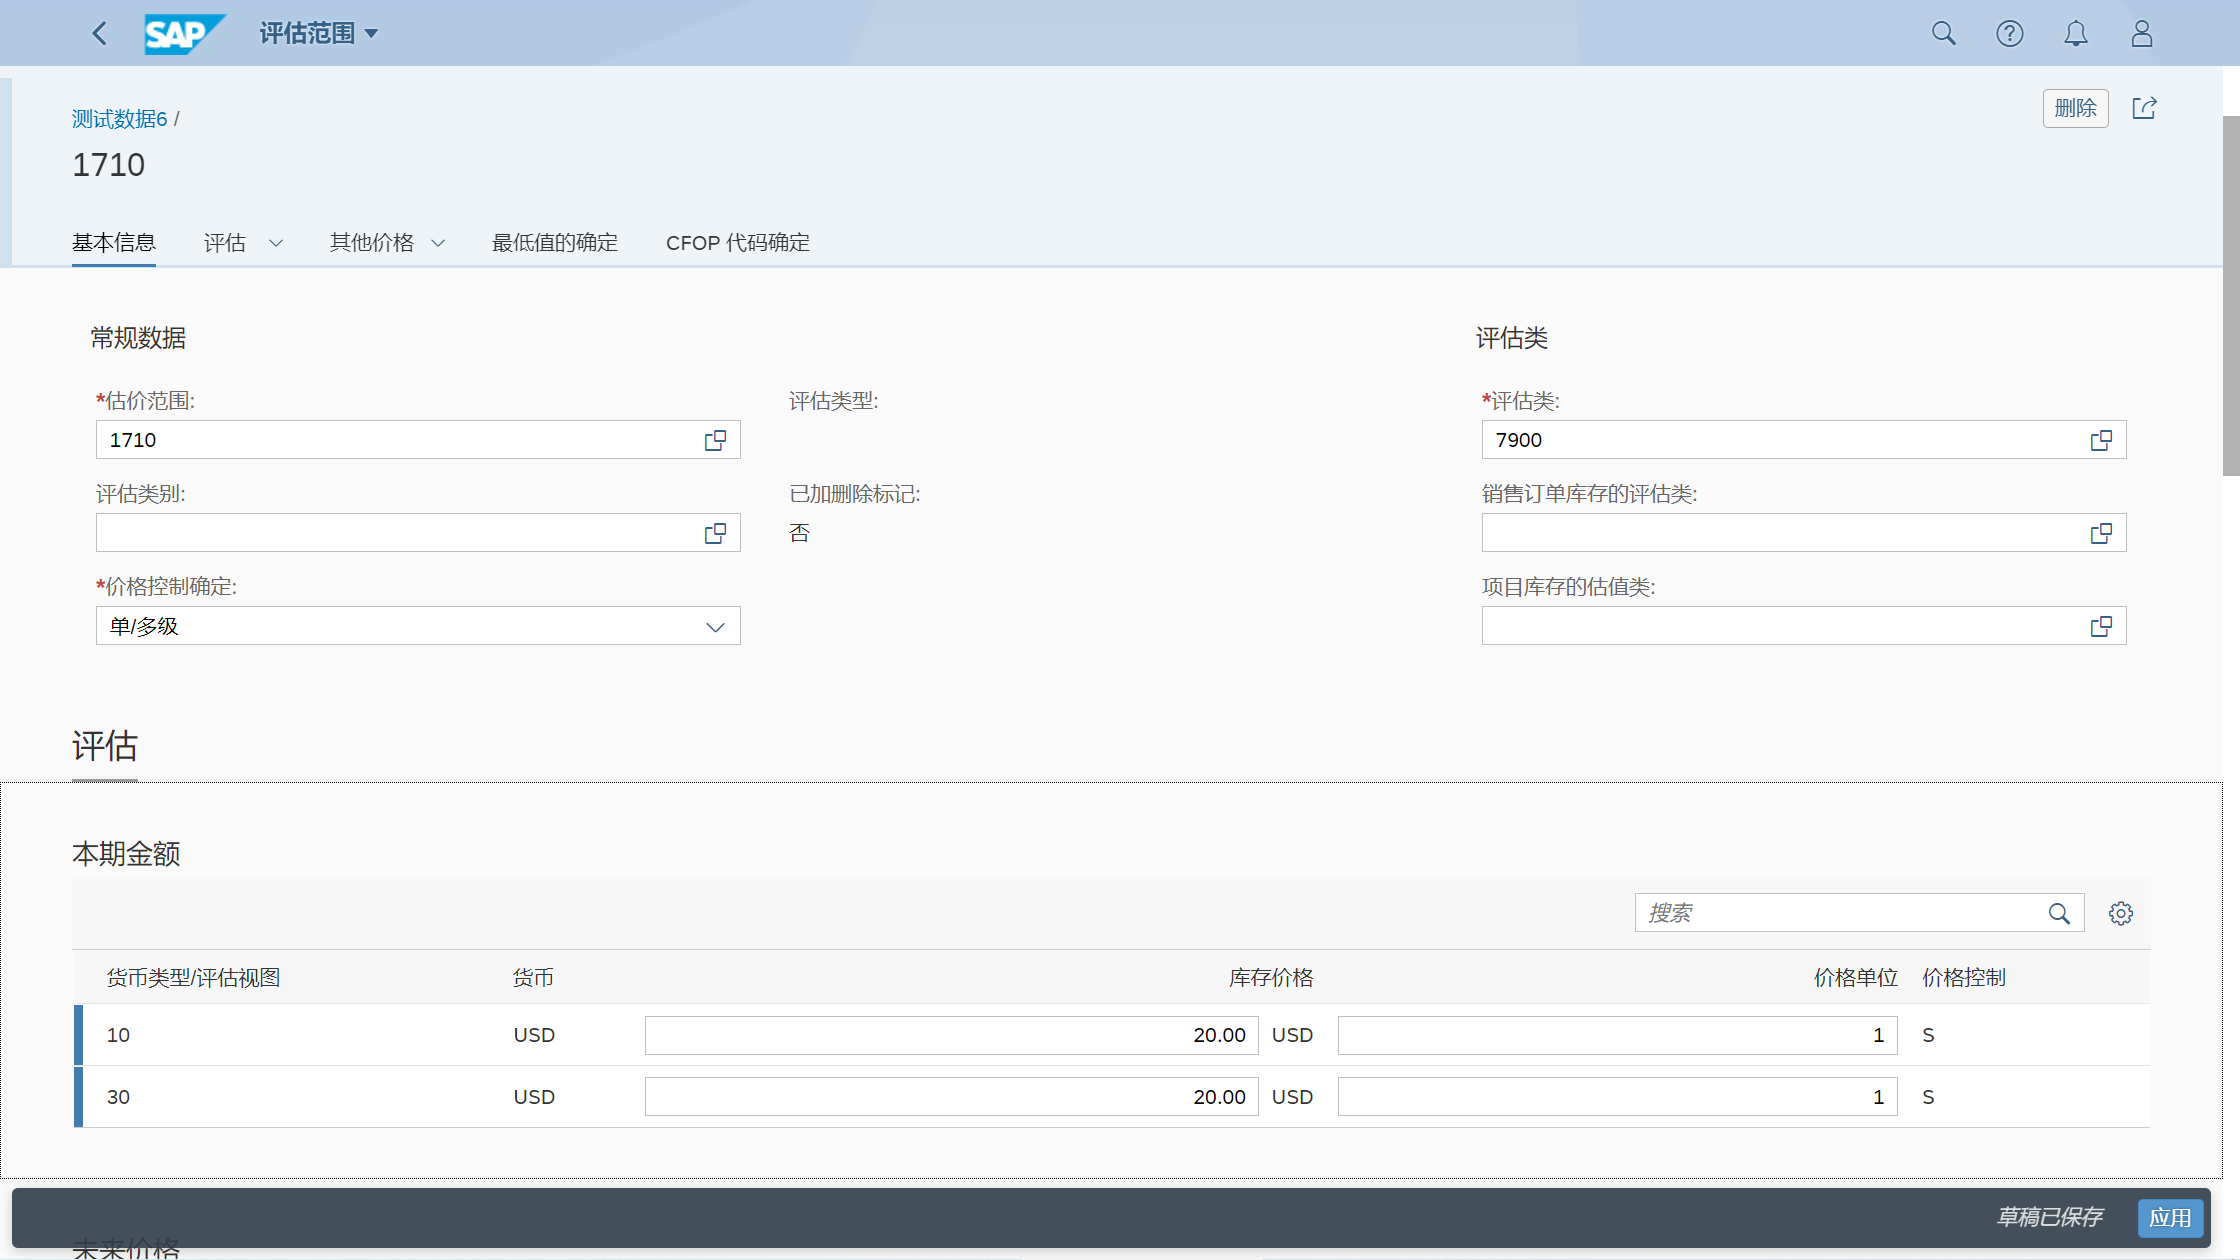 SAP 评估范围
测试数据6 /
删除
1710
基本信息 评估 其他价格 最低值的确定 CFOP 代码确定
常规数据
评估类
*估价范围:
评估类型:
*评估类:
1710
7900
评估类别:
已加删除标记:
销售订单库存的评估类:
否
*价格控制确定:
项目库存的估值类:
单/多级
评估
本期金额
搜索
货币类型/评估视图 货币 库存价格 价格单位 价格控制
10 USD 20.00 USD 1 S
30 USD 20.00 USD 1 S
草稿已保存 应用
未来价格